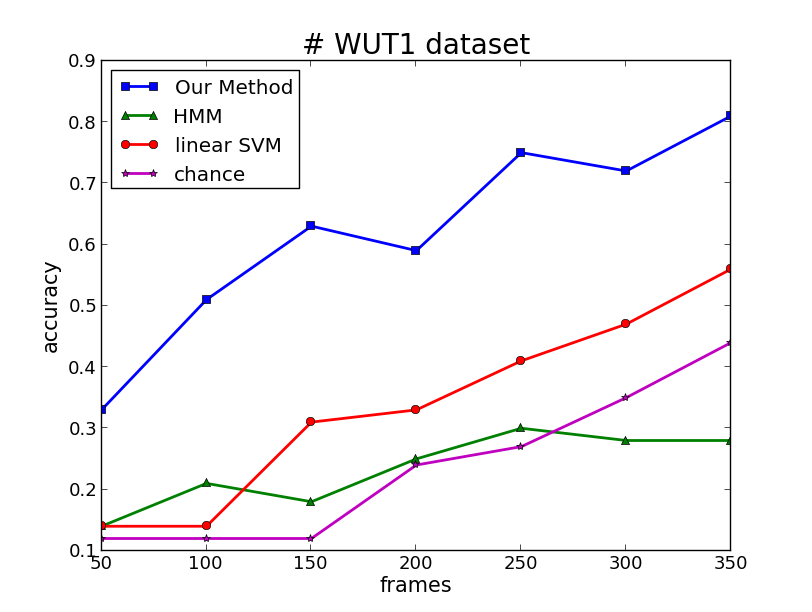 # WUT1 dataset
0.9
0.8
0.7
0.6
0.5
0.4
0.3
0.2
0.1
accuracy
Our Method
HMM
linear SVM
chance
50 100 150 200 250 300 350
frames